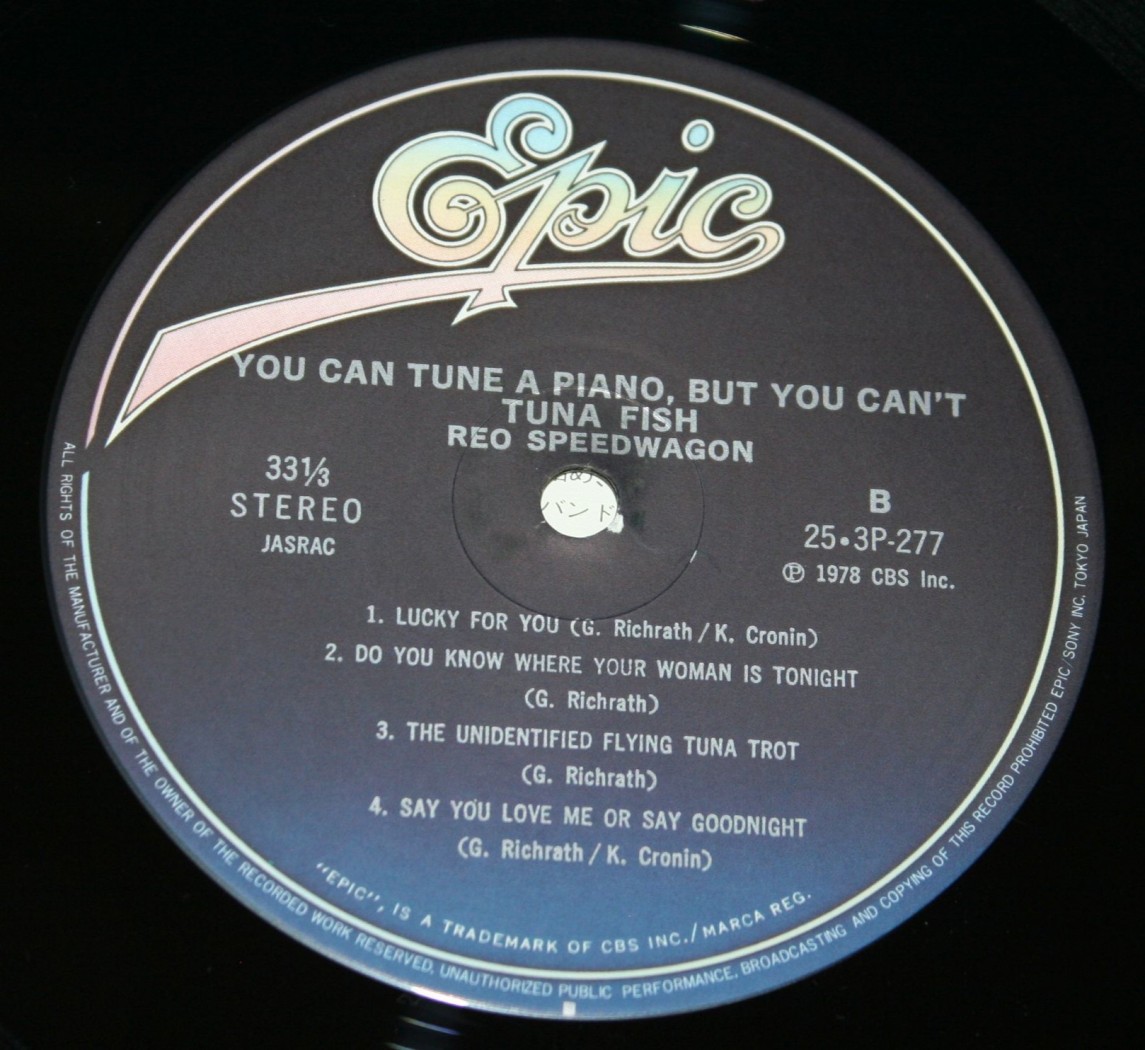 Epic
YOU CAN TUNE A PIANO, BUT YOU CAN'T
TUNA FISH
REO SPEEDWAGON
33⅓
STEREO
JASRAC
バンド
B
25•3P-277
Ⓟ 1978 CBS Inc.
1. LUCKY FOR YOU (G. Richrath / K. Cronin)
2. DO YOU KNOW WHERE YOUR WOMAN IS TONIGHT
(G. Richrath)
3. THE UNIDENTIFIED FLYING TUNA TROT
(G. Richrath)
4. SAY YOU LOVE ME OR SAY GOODNIGHT
(G. Richrath / K. Cronin)
"EPIC", IS A TRADEMARK OF CBS INC./MARCA REG.
ALL RIGHTS OF THE MANUFACTURER AND OF THE OWNER OF THE RECORDED WORK RESERVED. UNAUTHORIZED PUBLIC PERFORMANCE, BROADCASTING AND COPYING OF THIS RECORD PROHIBITED EPIC/SONY INC. TOKYO JAPAN